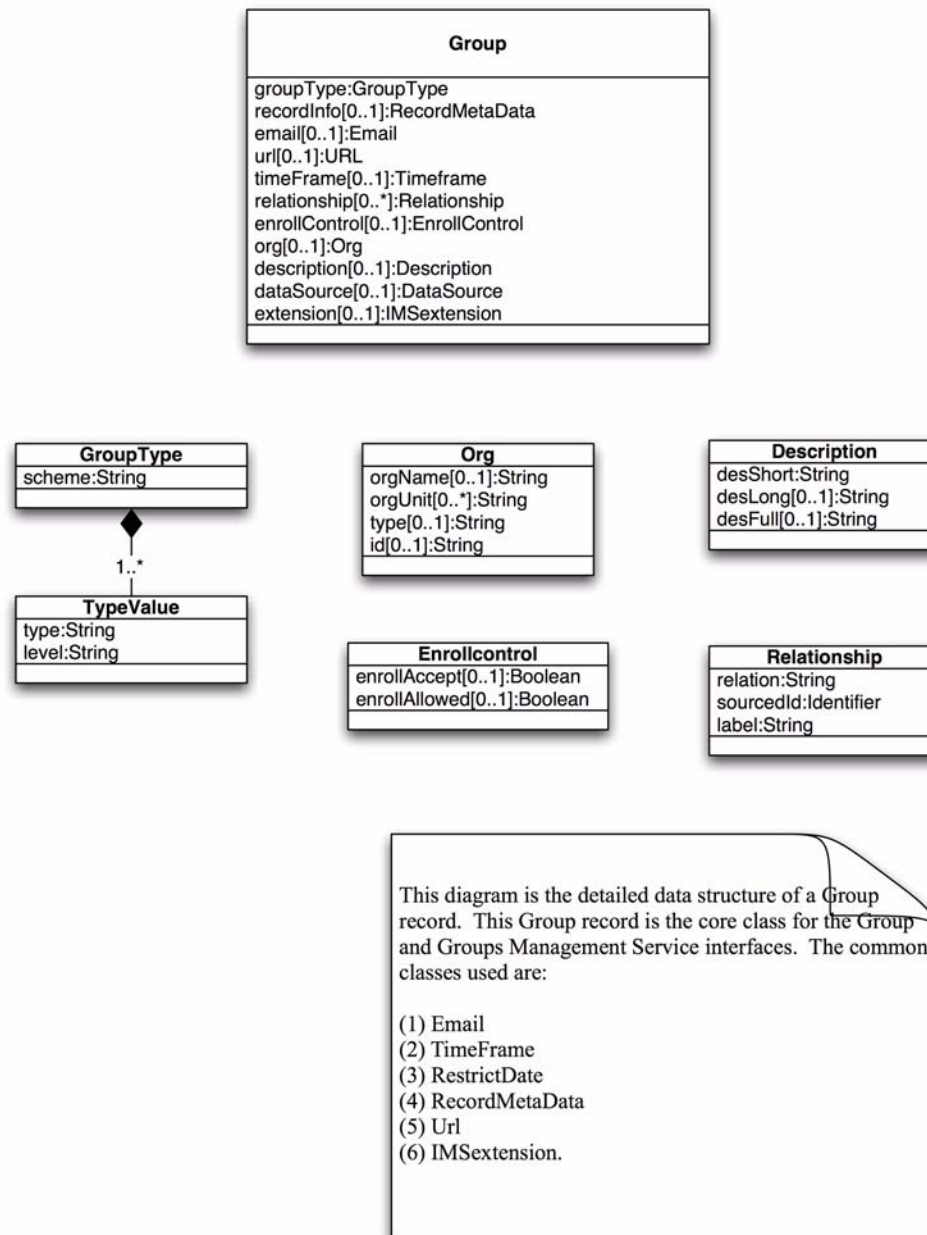 Group
groupType:GroupType
recordInfo[0..1]:RecordMetaData
email[0..1]:Email
url[0..1]:URL
timeFrame[0..1]:Timeframe
relationship[0..*]:Relationship
enrollControl[0..1]:EnrollControl
org[0..1]:Org
description[0..1]:Description
dataSource[0..1]:DataSource
extension[0..1]:IMSextension
GroupType
scheme:String
1..*
TypeValue
type:String
level:String
Org
orgName[0..1]:String
orgUnit[0..*]:String
type[0..1]:String
id[0..1]:String
Enrollcontrol
enrollAccept[0..1]:Boolean
enrollAllowed[0..1]:Boolean
Description
desShort:String
desLong[0..1]:String
desFull[0..1]:String
Relationship
relation:String
sourcedId:Identifier
label:String
This diagram is the detailed data structure of a Group
record. This Group record is the core class for the Group
and Groups Management Service interfaces. The common
classes used are:
(1) Email
(2) TimeFrame
(3) RestrictDate
(4) RecordMetaData
(5) Url
(6) IMSextension.